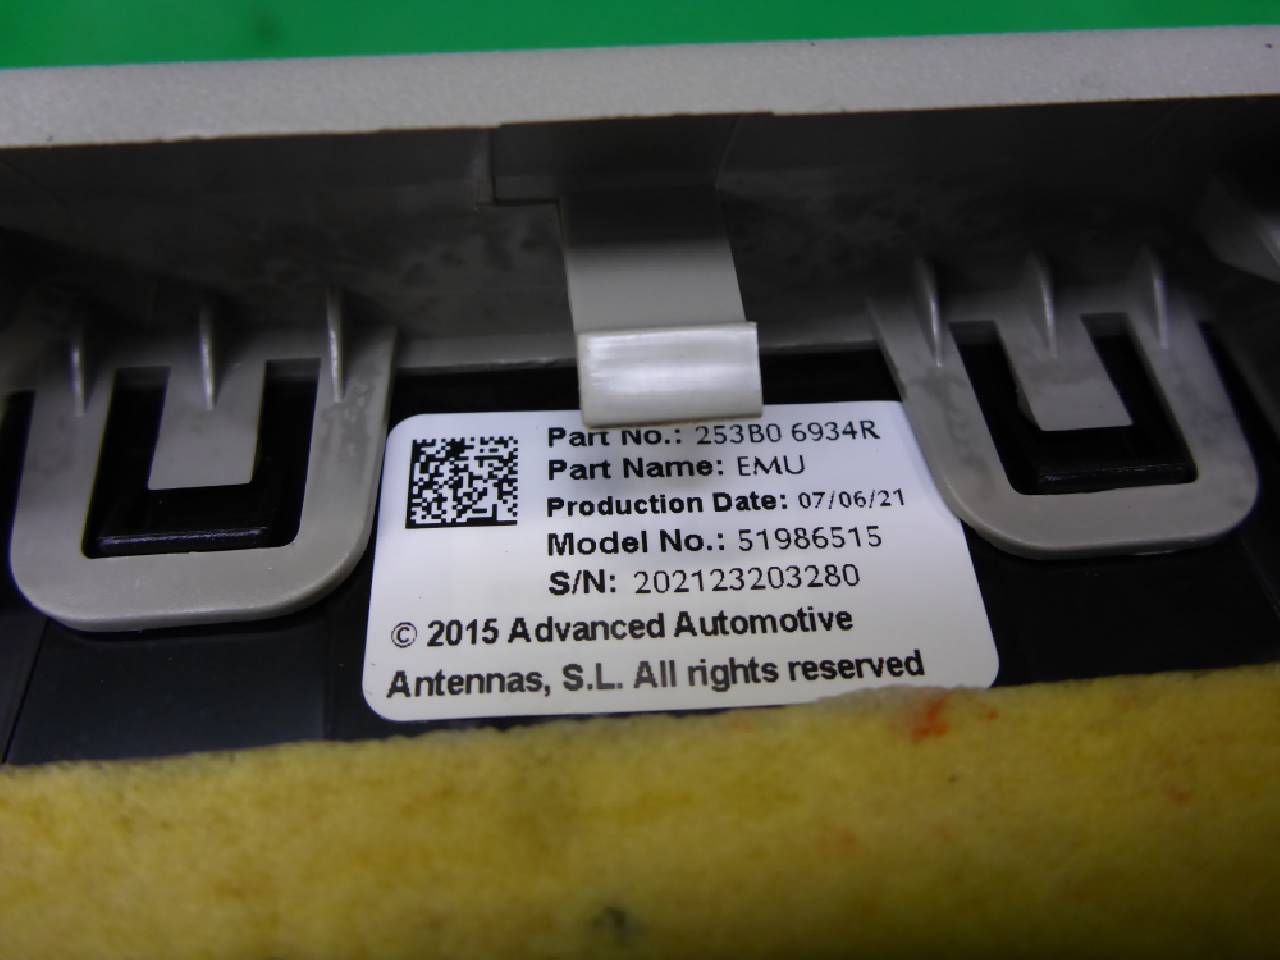 Part No.: 253B0 6934R
Part Name: EMU
Production Date: 07/06/21
Model No.: 51986515
S/N: 202123203280
© 2015 Advanced Automotive
Antennas, S.L. All rights reserved